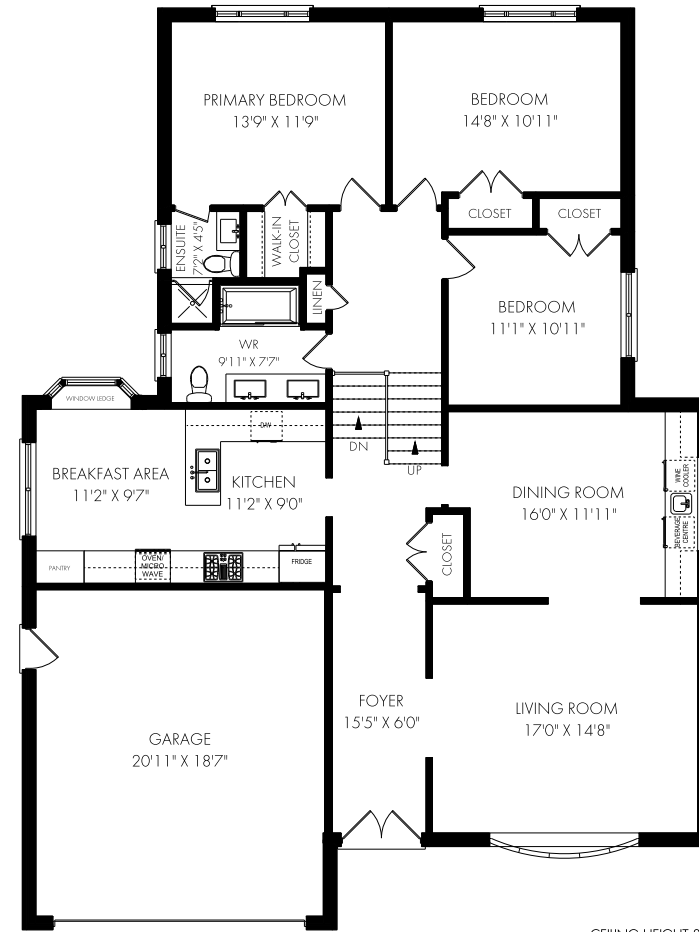 PRIMARY BEDROOM
13'9" X 11'9"
BEDROOM
14'8" X 10'11"
CLOSET
CLOSET
ENSUITE
7'2" X 4'5"
WALK-IN
CLOSET
LINEN
BEDROOM
11'1" X 10'11"
WR
9'11" X 7'7"
WINDOW LEDGE
D/W
DN
UP
BREAKFAST AREA
11'2" X 9'7"
KITCHEN
11'2" X 9'0"
DINING ROOM
16'0" X 11'11"
WINE
COOLER
BEVERAGE
CENTRE
CLOSET
PANTRY
OVEN/
MICRO
WAVE
FRIDGE
FOYER
15'5" X 6'0"
LIVING ROOM
17'0" X 14'8"
GARAGE
20'11" X 18'7"